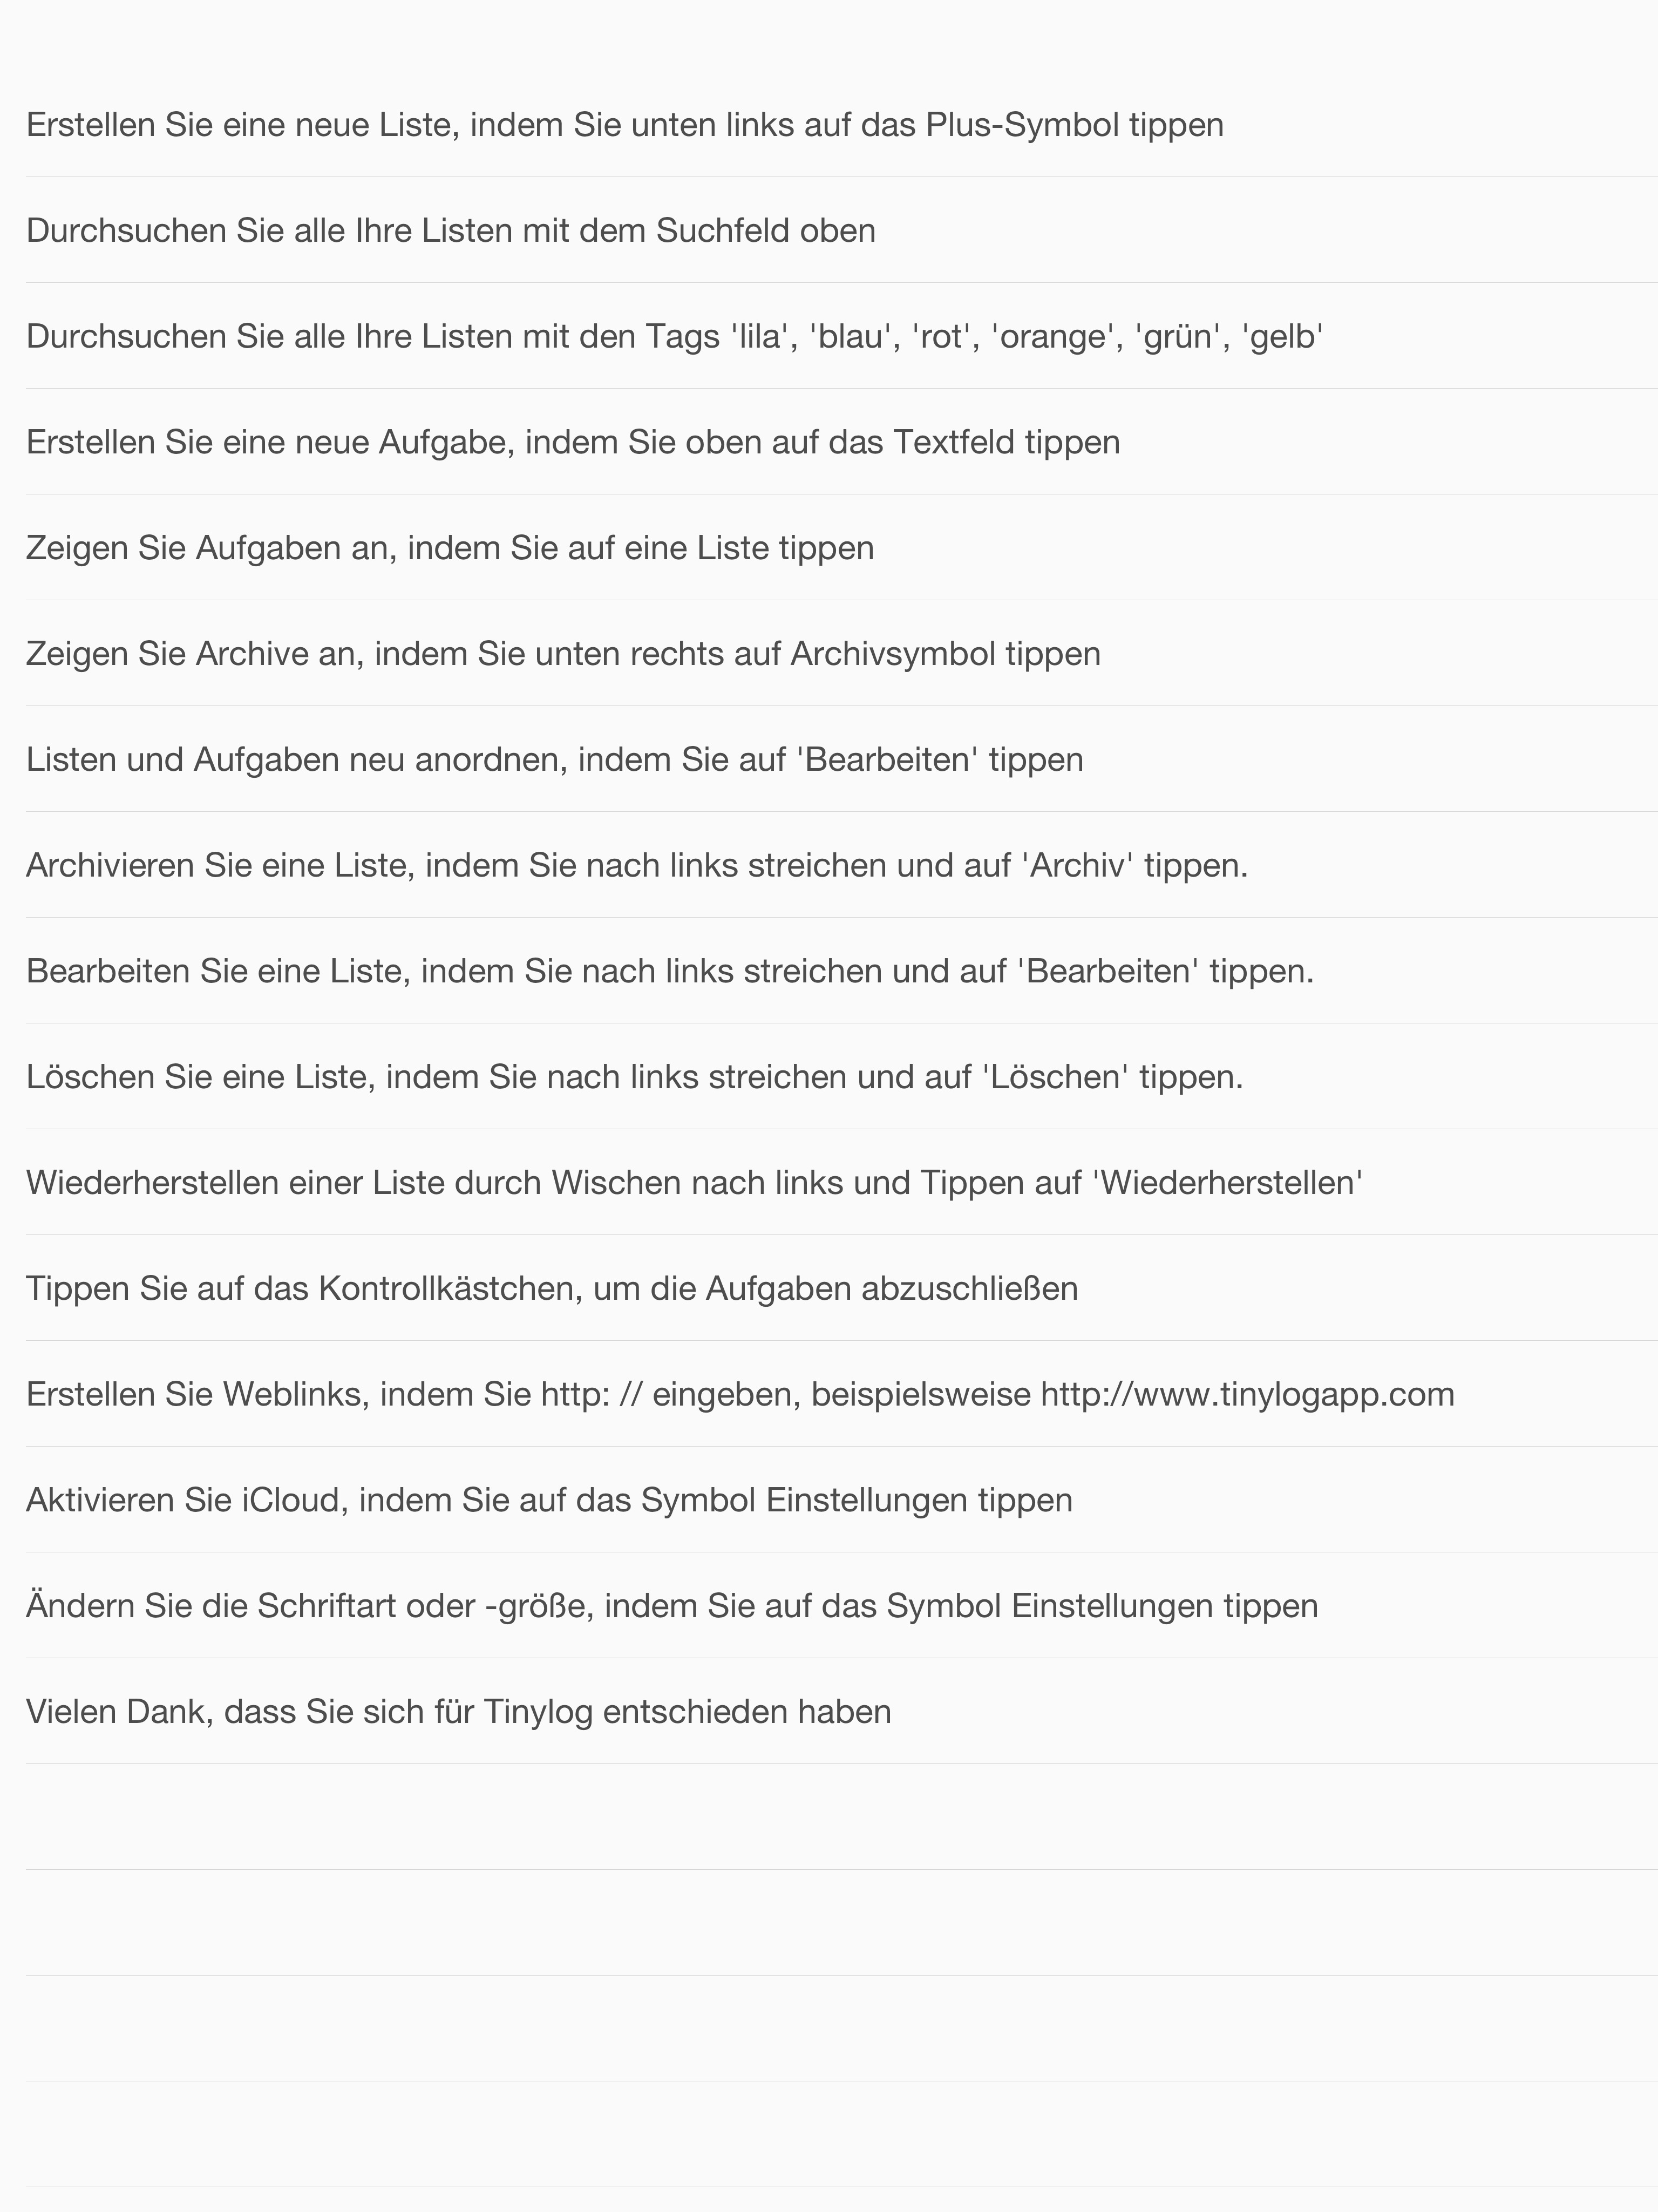 Erstellen Sie eine neue Liste, indem Sie unten links auf das Plus-Symbol tippen
Durchsuchen Sie alle Ihre Listen mit dem Suchfeld oben
Durchsuchen Sie alle Ihre Listen mit den Tags 'lila', 'blau', 'rot', 'orange', 'grün', 'gelb'
Erstellen Sie eine neue Aufgabe, indem Sie oben auf das Textfeld tippen
Zeigen Sie Aufgaben an, indem Sie auf eine Liste tippen
Zeigen Sie Archive an, indem Sie unten rechts auf Archivsymbol tippen
Listen und Aufgaben neu anordnen, indem Sie auf 'Bearbeiten' tippen
Archivieren Sie eine Liste, indem Sie nach links streichen und auf 'Archiv' tippen.
Bearbeiten Sie eine Liste, indem Sie nach links streichen und auf 'Bearbeiten' tippen.
Löschen Sie eine Liste, indem Sie nach links streichen und auf 'Löschen' tippen.
Wiederherstellen einer Liste durch Wischen nach links und Tippen auf 'Wiederherstellen'
Tippen Sie auf das Kontrollkästchen, um die Aufgaben abzuschließen
Erstellen Sie Weblinks, indem Sie http: // eingeben, beispielsweise http://www.tinylogapp.com
Aktivieren Sie iCloud, indem Sie auf das Symbol Einstellungen tippen
Ändern Sie die Schriftart oder -größe, indem Sie auf das Symbol Einstellungen tippen
Vielen Dank, dass Sie sich für Tinylog entschieden haben